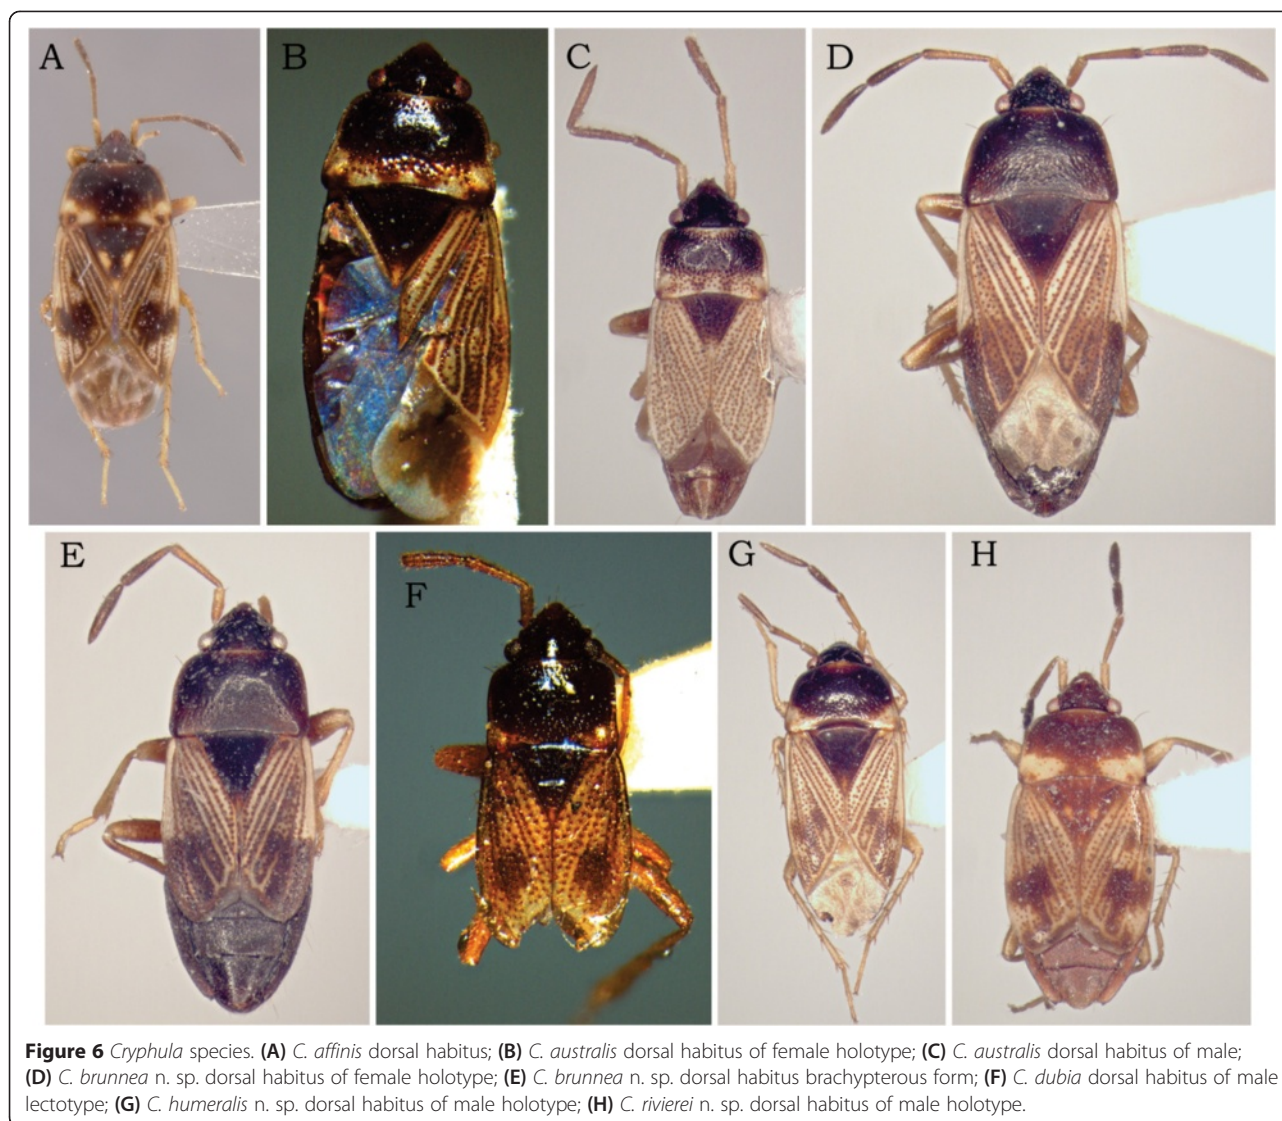 A
B
C
D
E
F
G
H
Figure 6 Cryphula species. (A) C. affinis dorsal habitus; (B) C. australis dorsal habitus of female holotype; (C) C. australis dorsal habitus of male;
(D) C. brunnea n. sp. dorsal habitus of female holotype; (E) C. brunnea n. sp. dorsal habitus brachypterous form; (F) C. dubia dorsal habitus of male
lectotype; (G) C. humeralis n. sp. dorsal habitus of male holotype; (H) C. rivierei n. sp. dorsal habitus of male holotype.